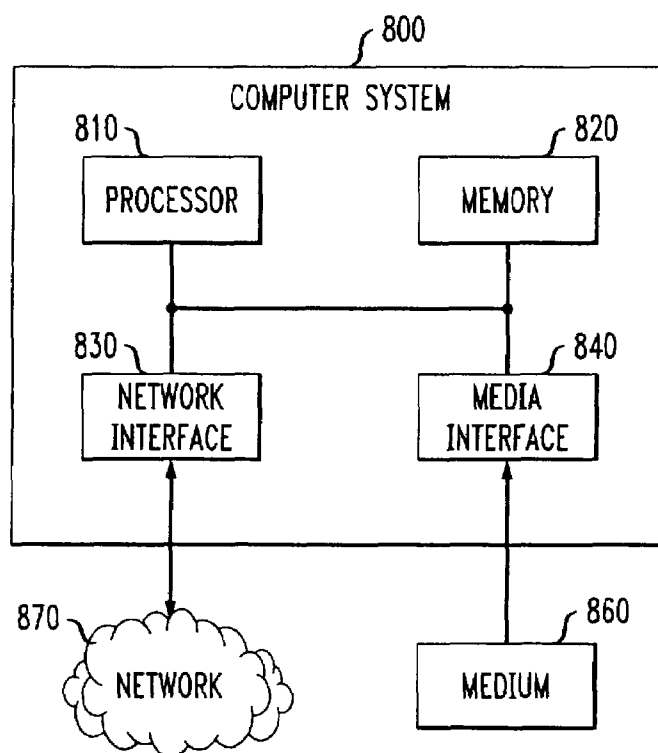 800
COMPUTER SYSTEM
810
820
PROCESSOR
MEMORY
830
840
NETWORK
INTERFACE
MEDIA
INTERFACE
870
860
NETWORK
MEDIUM